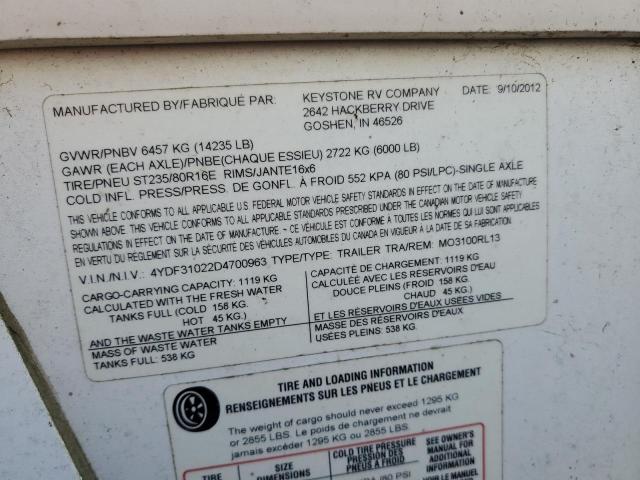 MANUFACTURED BY/FABRIQUÉ PAR: KEYSTONE RV COMPANY DATE: 9/10/2012
2642 HACKBERRY DRIVE
GOSHEN, IN 46526
GVWR/PNBV 6457 KG (14235 LB)
GAWR (EACH AXLE)/PNBE(CHAQUE ESSIEU) 2722 KG (6000 LB)
TIRE/PNEU ST235/80R16E RIMS/JANTE16x6
COLD INFL. PRESS/PRESS. DE GONFL. À FROID 552 KPA (80 PSI/LPC)-SINGLE AXLE
THIS VEHICLE CONFORMS TO ALL APPLICABLE U.S. FEDERAL MOTOR VEHICLE SAFETY STANDARDS IN EFFECT ON THE DATE OF MANUFACTURE
SHOWN ABOVE. THIS VEHICLE CONFORMS TO ALL APPLICABLE STANDARDS PRESCRIBED UNDER THE CANADIAN MOTOR VEHICLE SAFETY
REGULATIONS IN EFFECT ON THE DATE OF MANUFACTURE. - CE VÉHICULE EST CONFORME À TOUTES LES NORMES QUI LUI SONT APPLICABLES
EN VERTU DU RÈGLEMENT SUR LA SÉCURITÉ DES VÉHICULES AUTOMOBILES DU CANADA EN VIGUEUR À LA DATE DE SA FABRICATION.
V.I.N./N.I.V.: 4YDF31022D4700963 TYPE/TYPE: TRAILER TRA/REM: MO3100RL13
CARGO-CARRYING CAPACITY: 1119 KG
CALCULATED WITH THE FRESH WATER
TANKS FULL (COLD 158 KG.
HOT 45 KG.)
AND THE WASTE WATER TANKS EMPTY
MASS OF WASTE WATER
TANKS FULL: 538 KG
CAPACITÉ DE CHARGEMENT: 1119 KG
CALCULÉE AVEC LES RÉSERVOIRS D'EAU
DOUCE PLEINS (FROID 158 KG.
CHAUD 45 KG.)
ET LES RÉSERVOIRS D'EAUX USÉES VIDES
MASSE DES RÉSERVOIRS D'EAUX
USÉES PLEINS: 538 KG.
TIRE AND LOADING INFORMATION
RENSEIGNEMENTS SUR LES PNEUS ET LE CHARGEMENT
The weight of cargo should never exceed 1295 KG
or 2855 LBS. Le poids de chargement ne devrait
jamais excéder 1295 KG ou 2855 LBS.
TIRE
SIZE
DIMENSIONS
COLD TIRE PRESSURE
PRESSION DES
PNEUS À FROID
SEE OWNER'S
MANUAL FOR
ADDITIONAL
INFORMATION
VOIR LE MANUEL
80 PSI